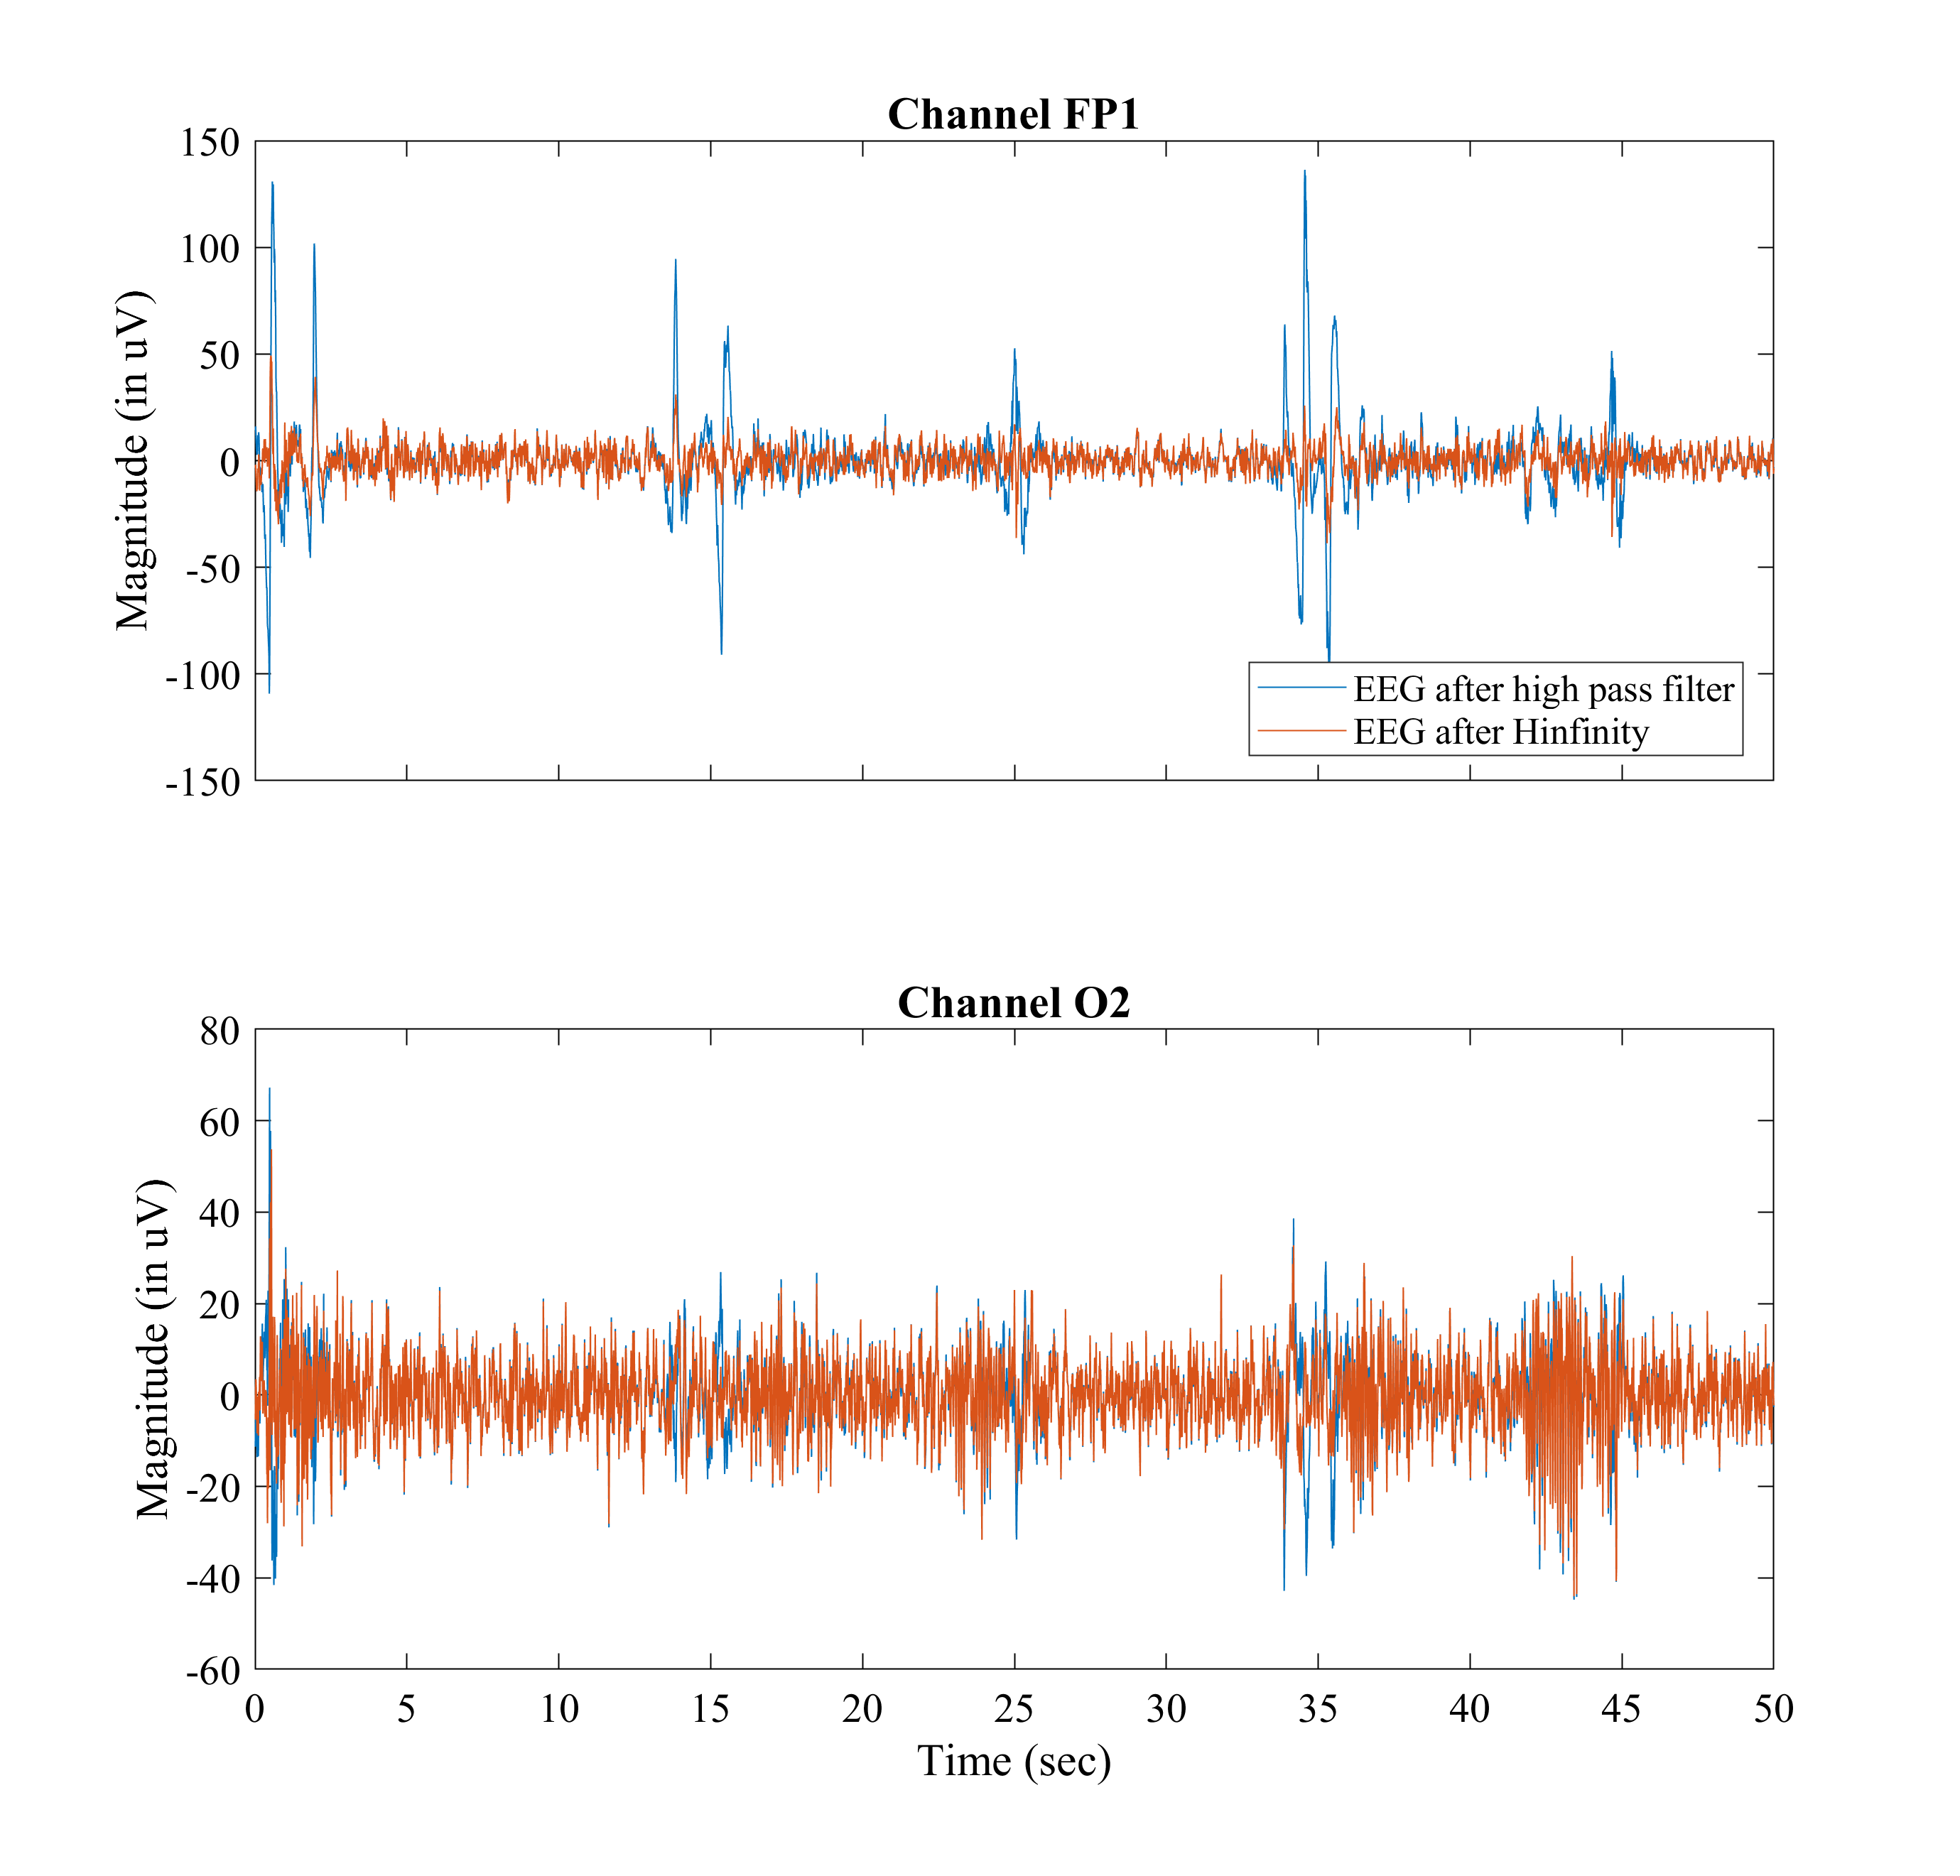 Channel FP1
150
100
50
0
-50
-100
-150
Magnitude (in uV)
EEG after high pass filter
EEG after Hinfinity
Channel O2
80
60
40
20
0
-20
-40
-60
Magnitude (in uV)
0 5 10 15 20 25 30 35 40 45 50
Time (sec)